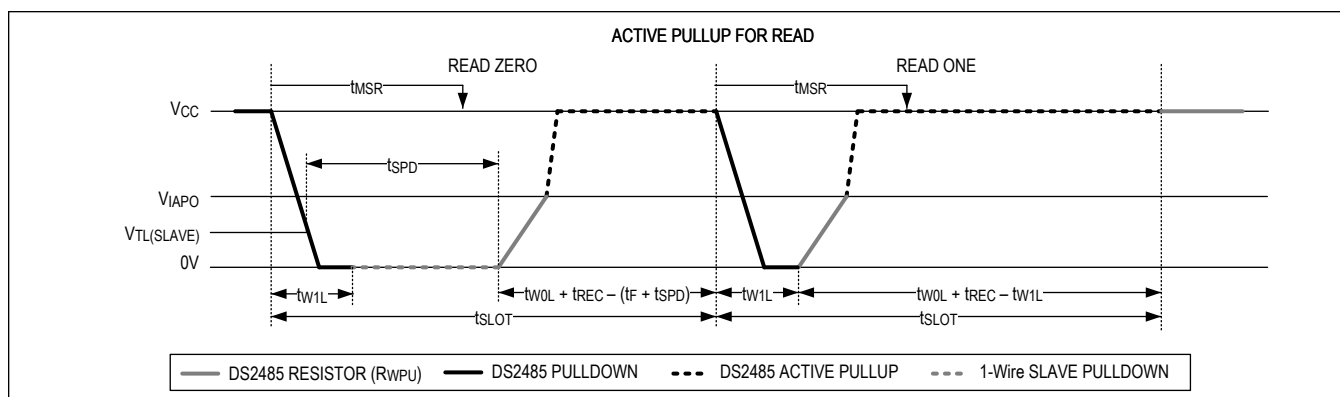 ACTIVE PULLUP FOR READ
READ ZERO READ ONE
tMSR tMSR
VCC
tSPD
VIAPO
VTL(SLAVE)
0V
tW1L tW0L + tREC – (tF + tSPD) tW1L tW0L + tREC – tW1L
tSLOT tSLOT
DS2485 RESISTOR (RWPU) DS2485 PULLDOWN DS2485 ACTIVE PULLUP 1-Wire SLAVE PULLDOWN